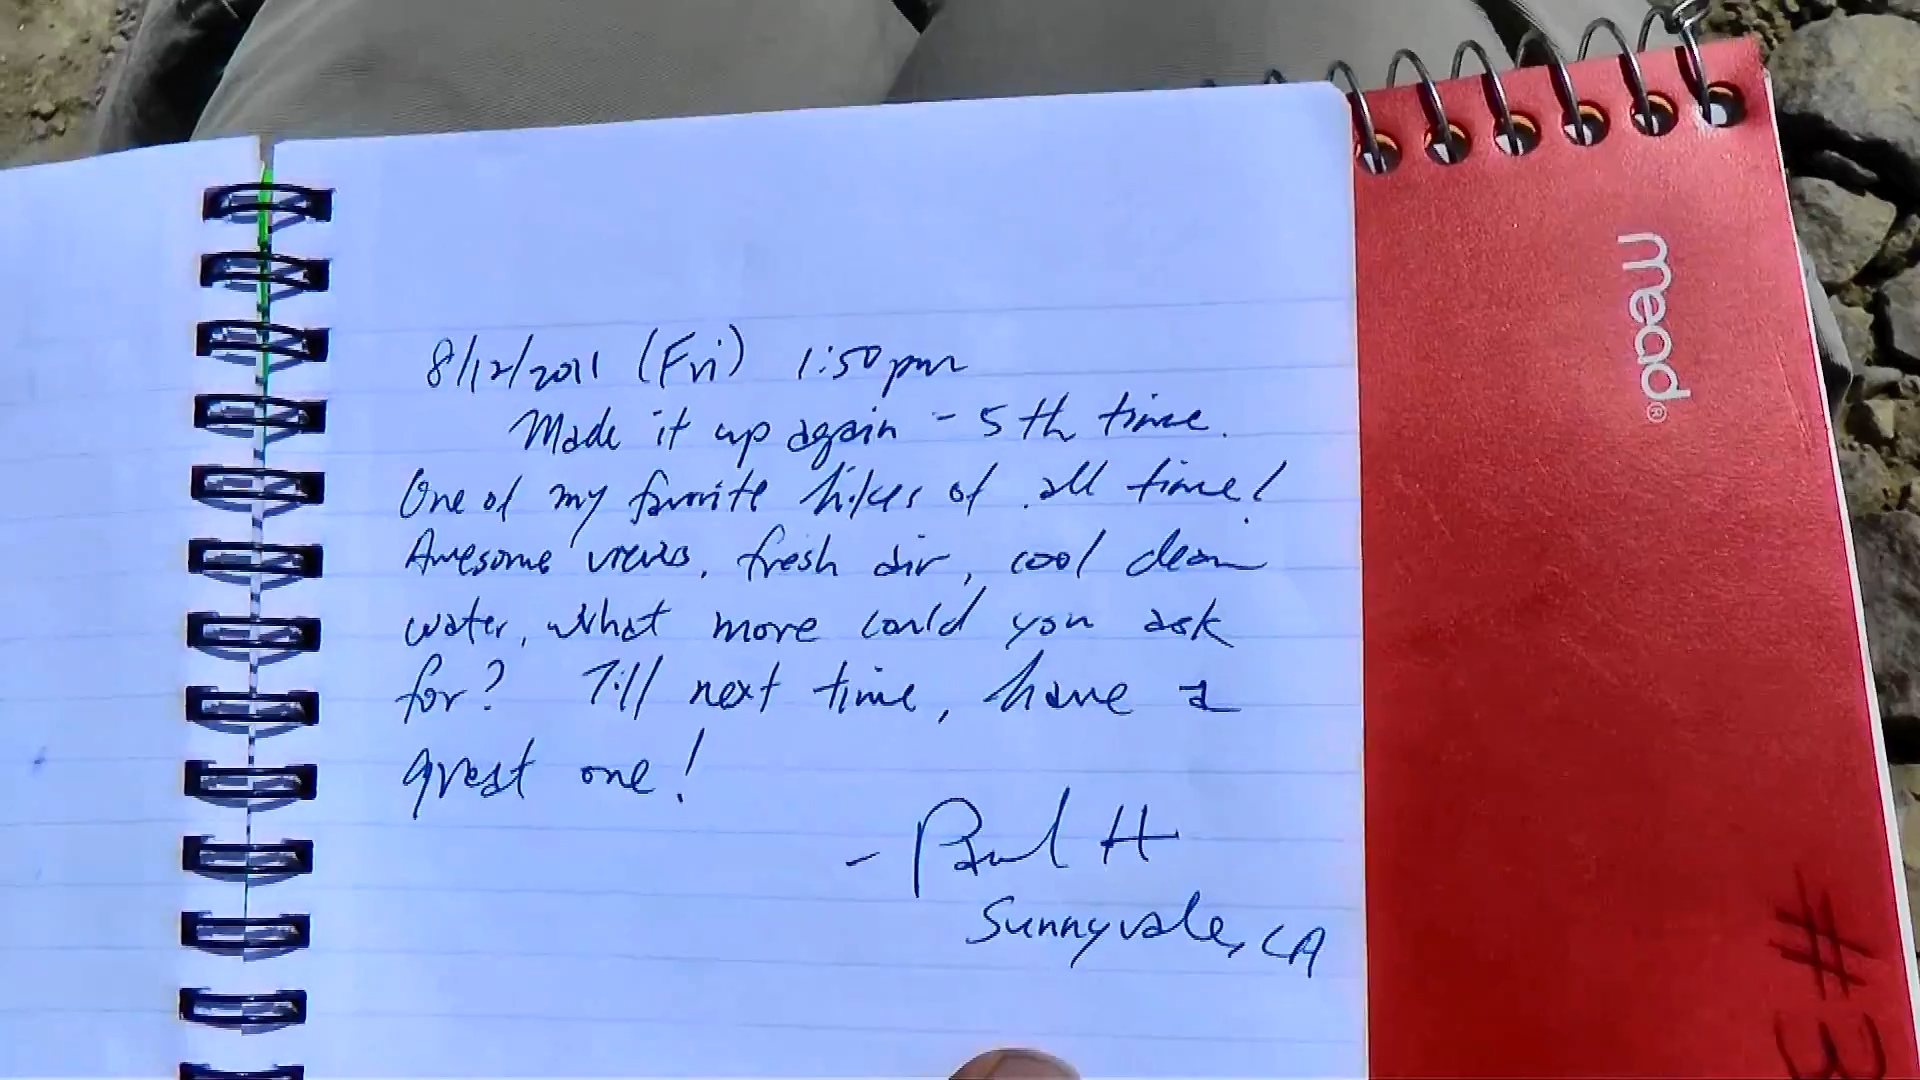 8/12/2011 (Fri) 1:50pm
Made it up again - 5th time.
One of my favorite hikes of all time!
Awesome views, fresh air, cool clean
water, what more could you ask
for? Till next time, have a
great one!
- Paul H
Sunnyvale, CA
mead®
#3